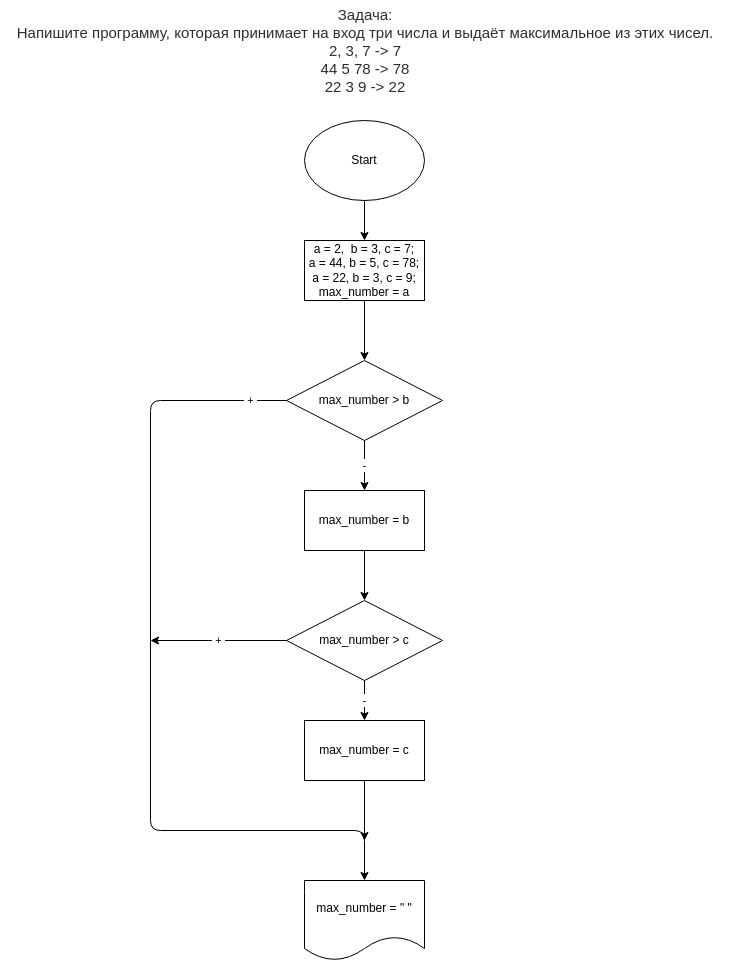 Задача:
Напишите программу, которая принимает на вход три числа и выдаёт максимальное из этих чисел.
2, 3, 7 -> 7
44 5 78 -> 78
22 3 9 -> 22
Start
a = 2,  b = 3, c = 7;
a = 44, b = 5, c = 78;
a = 22, b = 3, c = 9;
max_number = a
max_number > b
+
-
max_number = b
max_number > c
+
-
max_number = c
max_number = " "